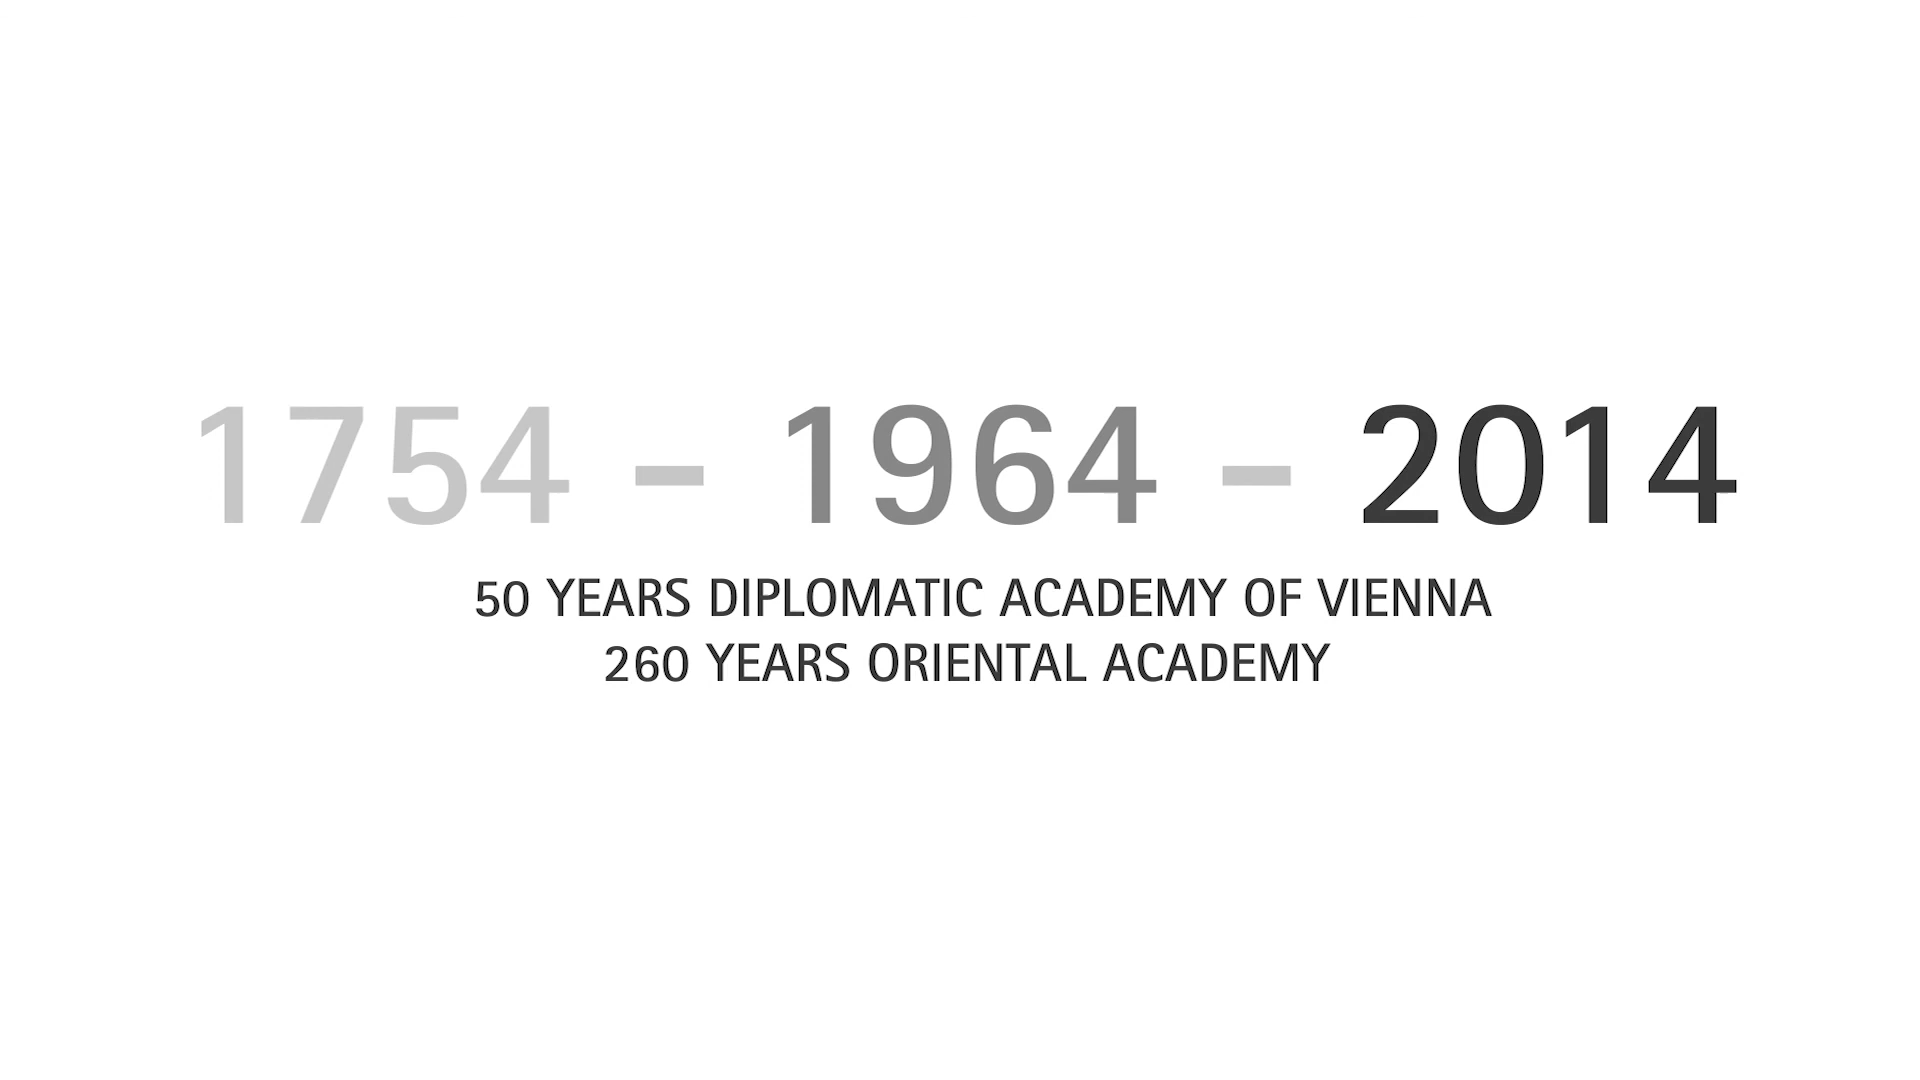 1754 - 1964 - 2014
50 YEARS DIPLOMATIC ACADEMY OF VIENNA
260 YEARS ORIENTAL ACADEMY